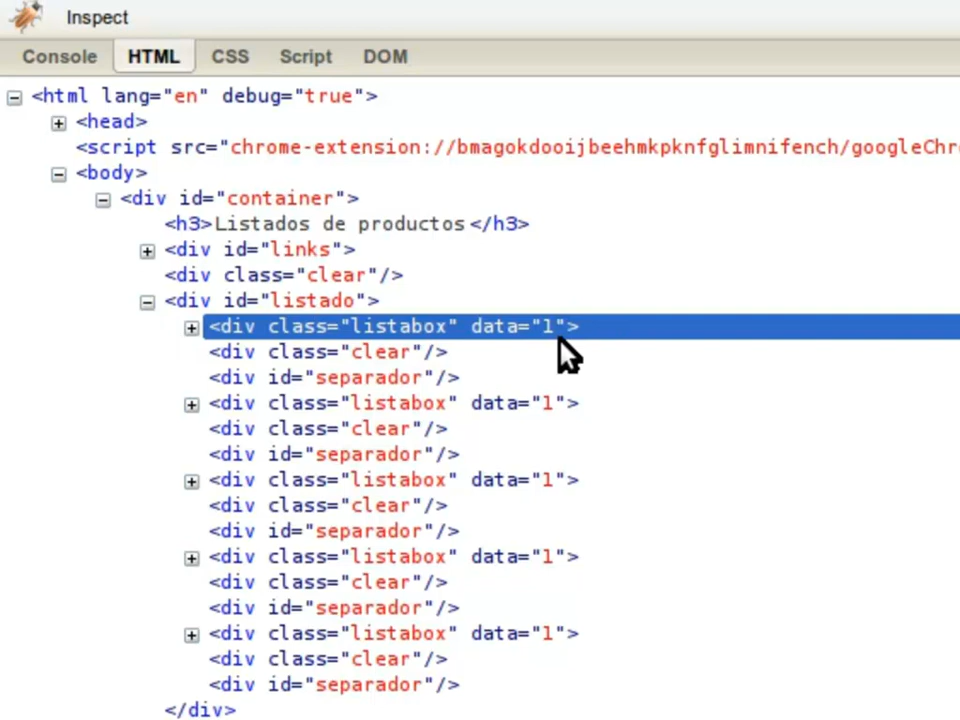 Inspect
Console HTML CSS Script DOM
<html lang="en" debug="true">
<head>
<script src="chrome-extension://bmagokdooijbeehmkpknfglimnifench/googleChr
<body>
<div id="container">
<h3>Listados de productos</h3>
<div id="links">
<div class="clear"/>
<div id="listado">
<div class="listabox" data="1">
<div class="clear"/>
<div id="separador"/>
<div class="listabox" data="1">
<div class="clear"/>
<div id="separador"/>
<div class="listabox" data="1">
<div class="clear"/>
<div id="separador"/>
<div class="listabox" data="1">
<div class="clear"/>
<div id="separador"/>
<div class="listabox" data="1">
<div class="clear"/>
<div id="separador"/>
</div>